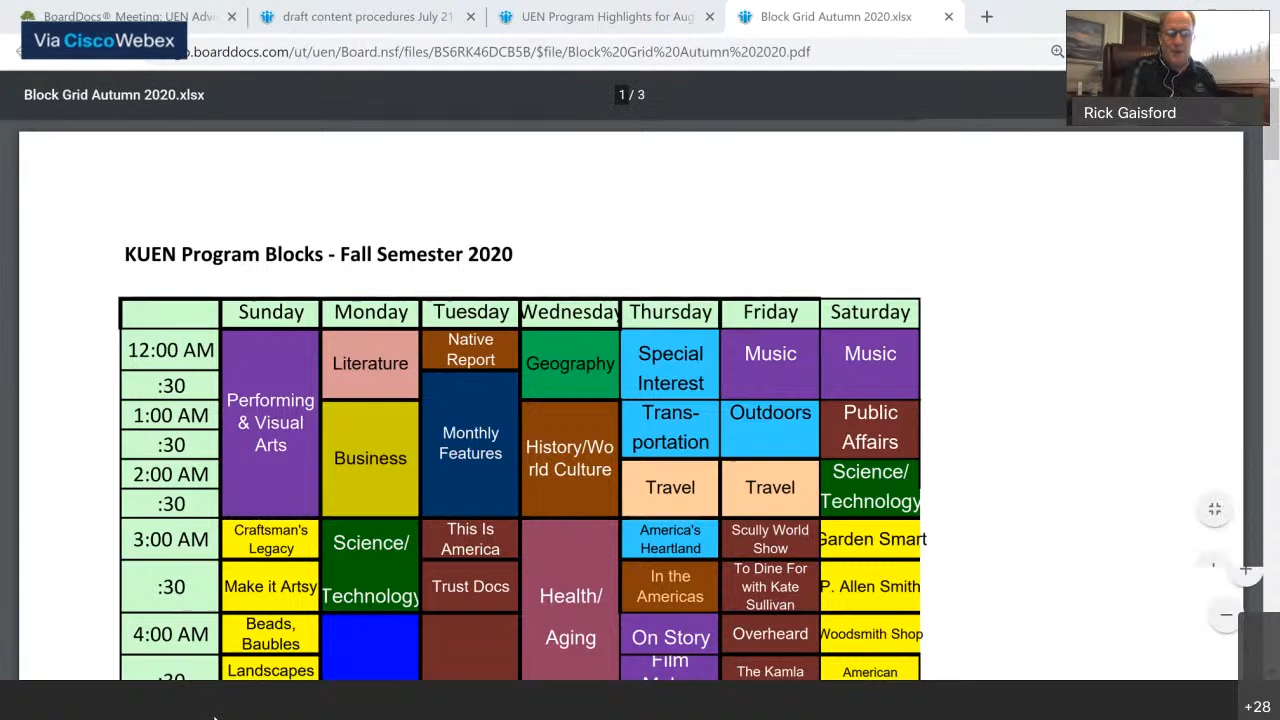 BoardDocs® Meeting: UEN Adv
draft content procedures July 21
UEN Program Highlights for Aug
Block Grid Autumn 2020.xlsx
Via CiscoWebex
go.boarddocs.com/ut/uen/Board.nsf/files/BS6RK46DCB5B/$file/Block%20Grid%20Autumn%202020.pdf
Block Grid Autumn 2020.xlsx
1 / 3
Rick Gaisford
KUEN Program Blocks - Fall Semester 2020
Sunday Monday Tuesday Wednesday Thursday Friday Saturday
12:00 AM
:30
1:00 AM
:30
2:00 AM
:30
3:00 AM
:30
4:00 AM
:30
Performing
& Visual
Arts
Craftsman's
Legacy
Make it Artsy
Beads,
Baubles
Landscapes
Literature
Business
Science/
Technology
Native
Report
Monthly
Features
This Is
America
Trust Docs
Geography
History/Wo
rld Culture
Health/
Aging
Special
Interest
Trans-
portation
Travel
America's
Heartland
In the
Americas
On Story
Film
Music
Outdoors
Travel
Scully World
Show
To Dine For
with Kate
Sullivan
Overheard
The Kamla
Music
Public
Affairs
Science/
Technology
Garden Smart
P. Allen Smith
Woodsmith Shop
American
+28